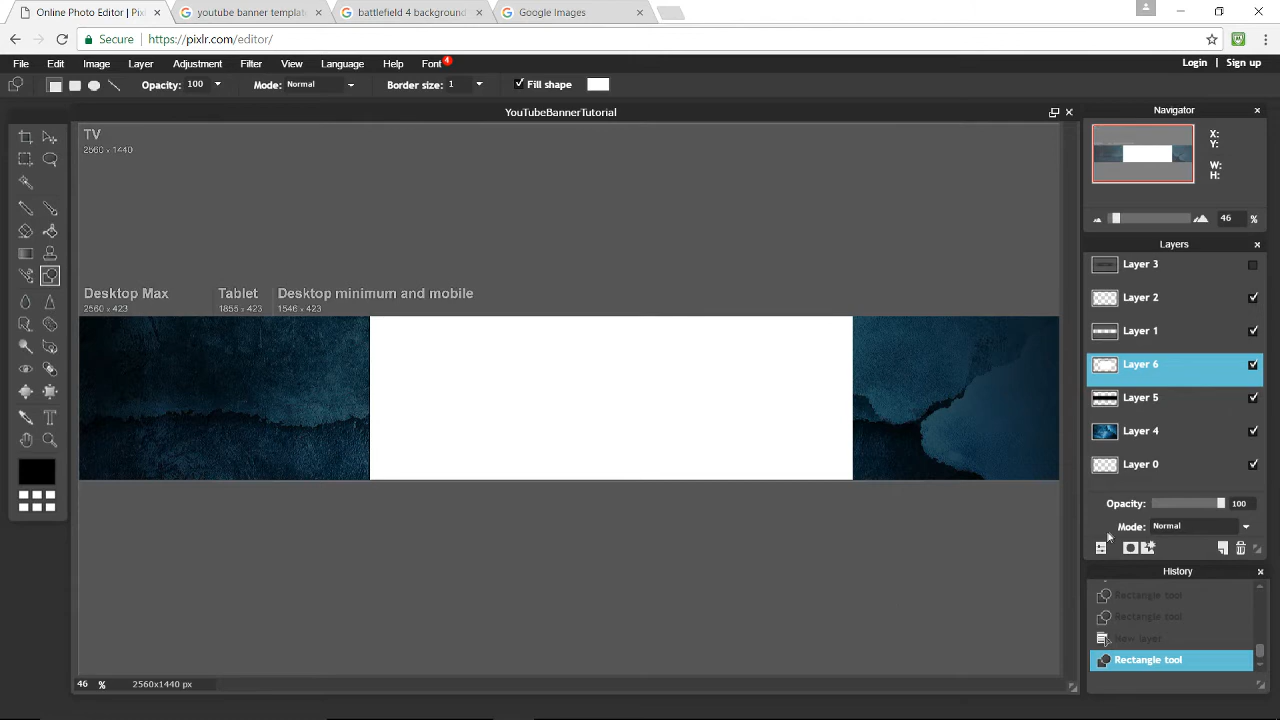 Online Photo Editor | Pixl
youtube banner template
battlefield 4 background
Google Images
Secure
https://pixlr.com/editor/
File Edit Image Layer Adjustment Filter View Language Help Font 4
Login Sign up
Opacity: 100 Mode: Normal Border size: 1 Fill shape
YouTubeBannerTutorial
TV
2560 x 1440
Desktop Max
2560 x 423
Tablet
1855 x 423
Desktop minimum and mobile
1546 x 423
46 % 2560x1440 px
Navigator
X:
Y:
W:
H:
46 %
Layers
Layer 3
Layer 2
Layer 1
Layer 6
Layer 5
Layer 4
Layer 0
Opacity: 100
Mode: Normal
History
Rectangle tool
Rectangle tool
New layer
Rectangle tool